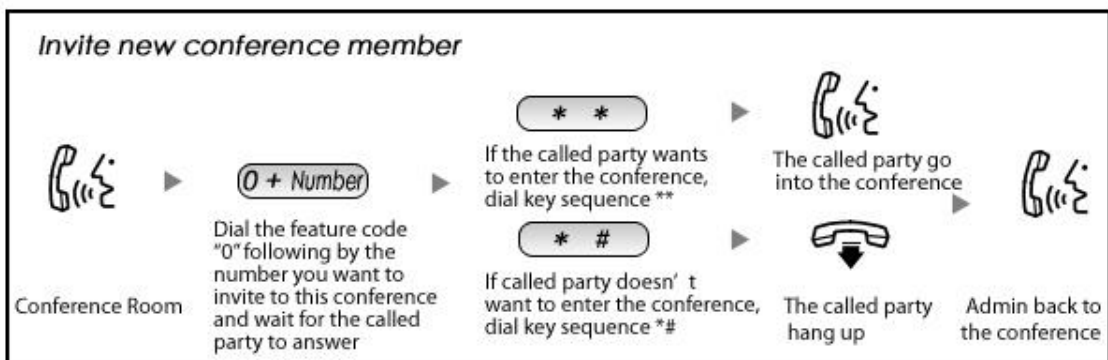 Invite new conference member
0 + Number
Dial the feature code
"0" following by the
number you want to
invite to this conference
and wait for the called
party to answer
Conference Room
* *
If the called party wants
to enter the conference,
dial key sequence **
* #
If called party doesn' t
want to enter the conference,
dial key sequence *#
The called party go
into the conference
The called party
hang up
Admin back to
the conference